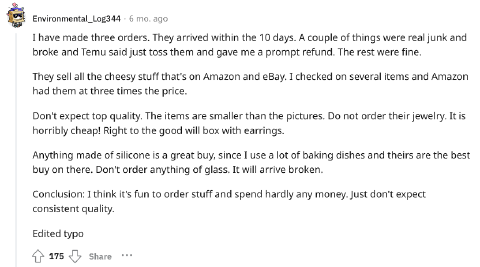 Environmental_Log344 · 6 mo. ago
I have made three orders. They arrived within the 10 days. A couple of things were real junk and
broke and Temu said just toss them and gave me a prompt refund. The rest were fine.
They sell all the cheesy stuff that's on Amazon and eBay. I checked on several items and Amazon
had them at three times the price.
Don't expect top quality. The items are smaller than the pictures. Do not order their jewelry. It is
horribly cheap! Right to the good will box with earrings.
Anything made of silicone is a great buy, since I use a lot of baking dishes and theirs are the best
buy on there. Don't order anything of glass. It will arrive broken.
Conclusion: I think it's fun to order stuff and spend hardly any money. Just don't expect
consistent quality.
Edited typo
175 Share ···